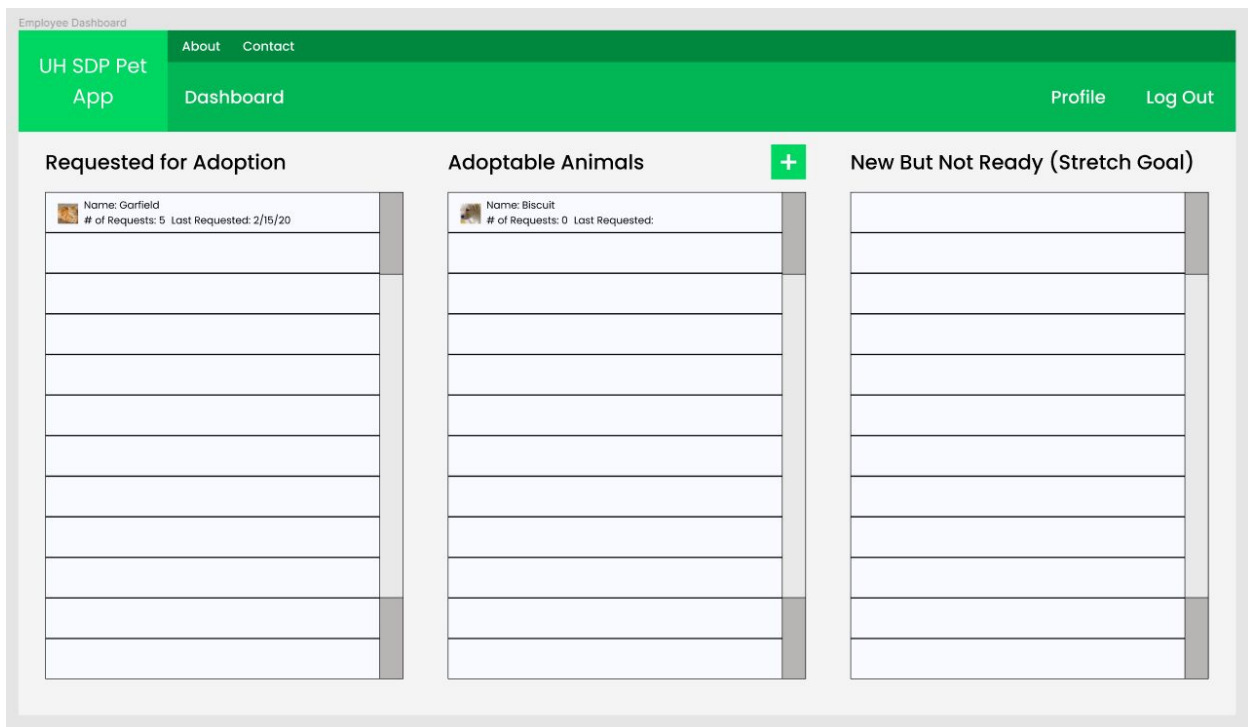 Employee Dashboard
UH SDP Pet
App
About Contact
Dashboard
Profile Log Out
Requested for Adoption
Name: Garfield
# of Requests: 5 Last Requested: 2/15/20
Adoptable Animals +
Name: Biscuit
# of Requests: 0 Last Requested:
New But Not Ready (Stretch Goal)